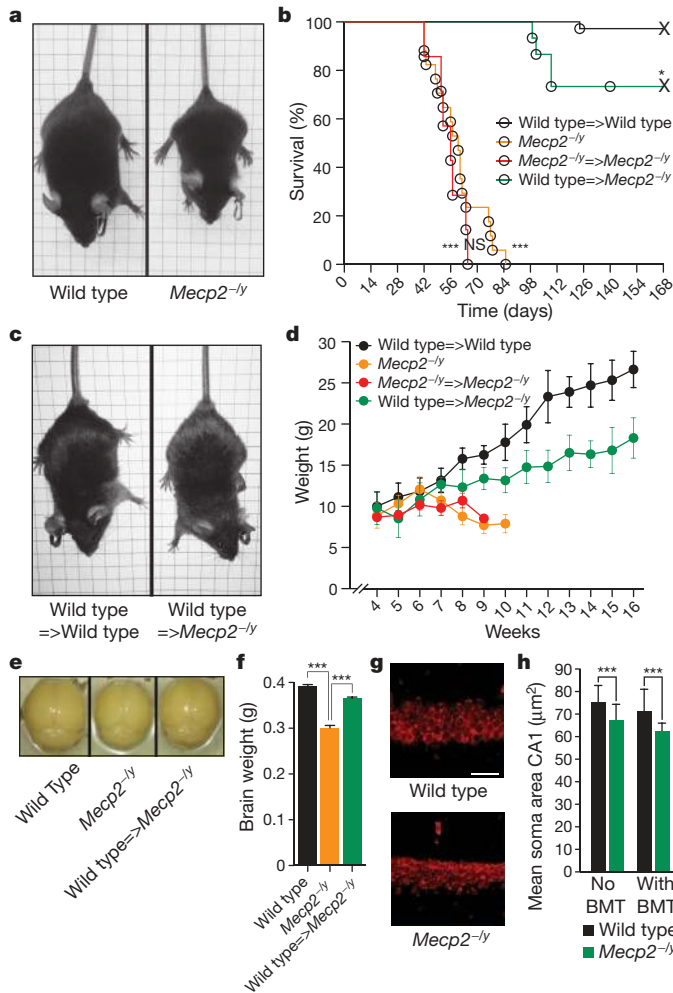 a
Wild type
Mecp2–/y
b
Survival (%)
100
80
60
40
20
0
Wild type=>Wild type
Mecp2–/y
Mecp2–/y=>Mecp2–/y
Wild type=>Mecp2–/y
X
*
X
*** NS ***
0 14 28 42 56 70 84 98 112 126 140 154 168
Time (days)
c
Wild type
=>Wild type
Wild type
=>Mecp2–/y
d
Weight (g)
30
25
20
15
10
5
0
Wild type=>Wild type
Mecp2–/y
Mecp2–/y=>Mecp2–/y
Wild type=>Mecp2–/y
4 5 6 7 8 9 10 11 12 13 14 15 16
Weeks
e
Wild Type
Mecp2–/y
Wild type=>Mecp2–/y
f
Brain weight (g)
0.4
0.3
0.2
0.1
0
*** ***
Wild type
Mecp2–/y
Wild type=>Mecp2–/y
g
Wild type
Mecp2–/y
h
Mean soma area CA1 (μm2)
90
80
70
60
50
40
30
20
10
0
*** ***
No
BMT
With
BMT
Wild type
Mecp2–/y